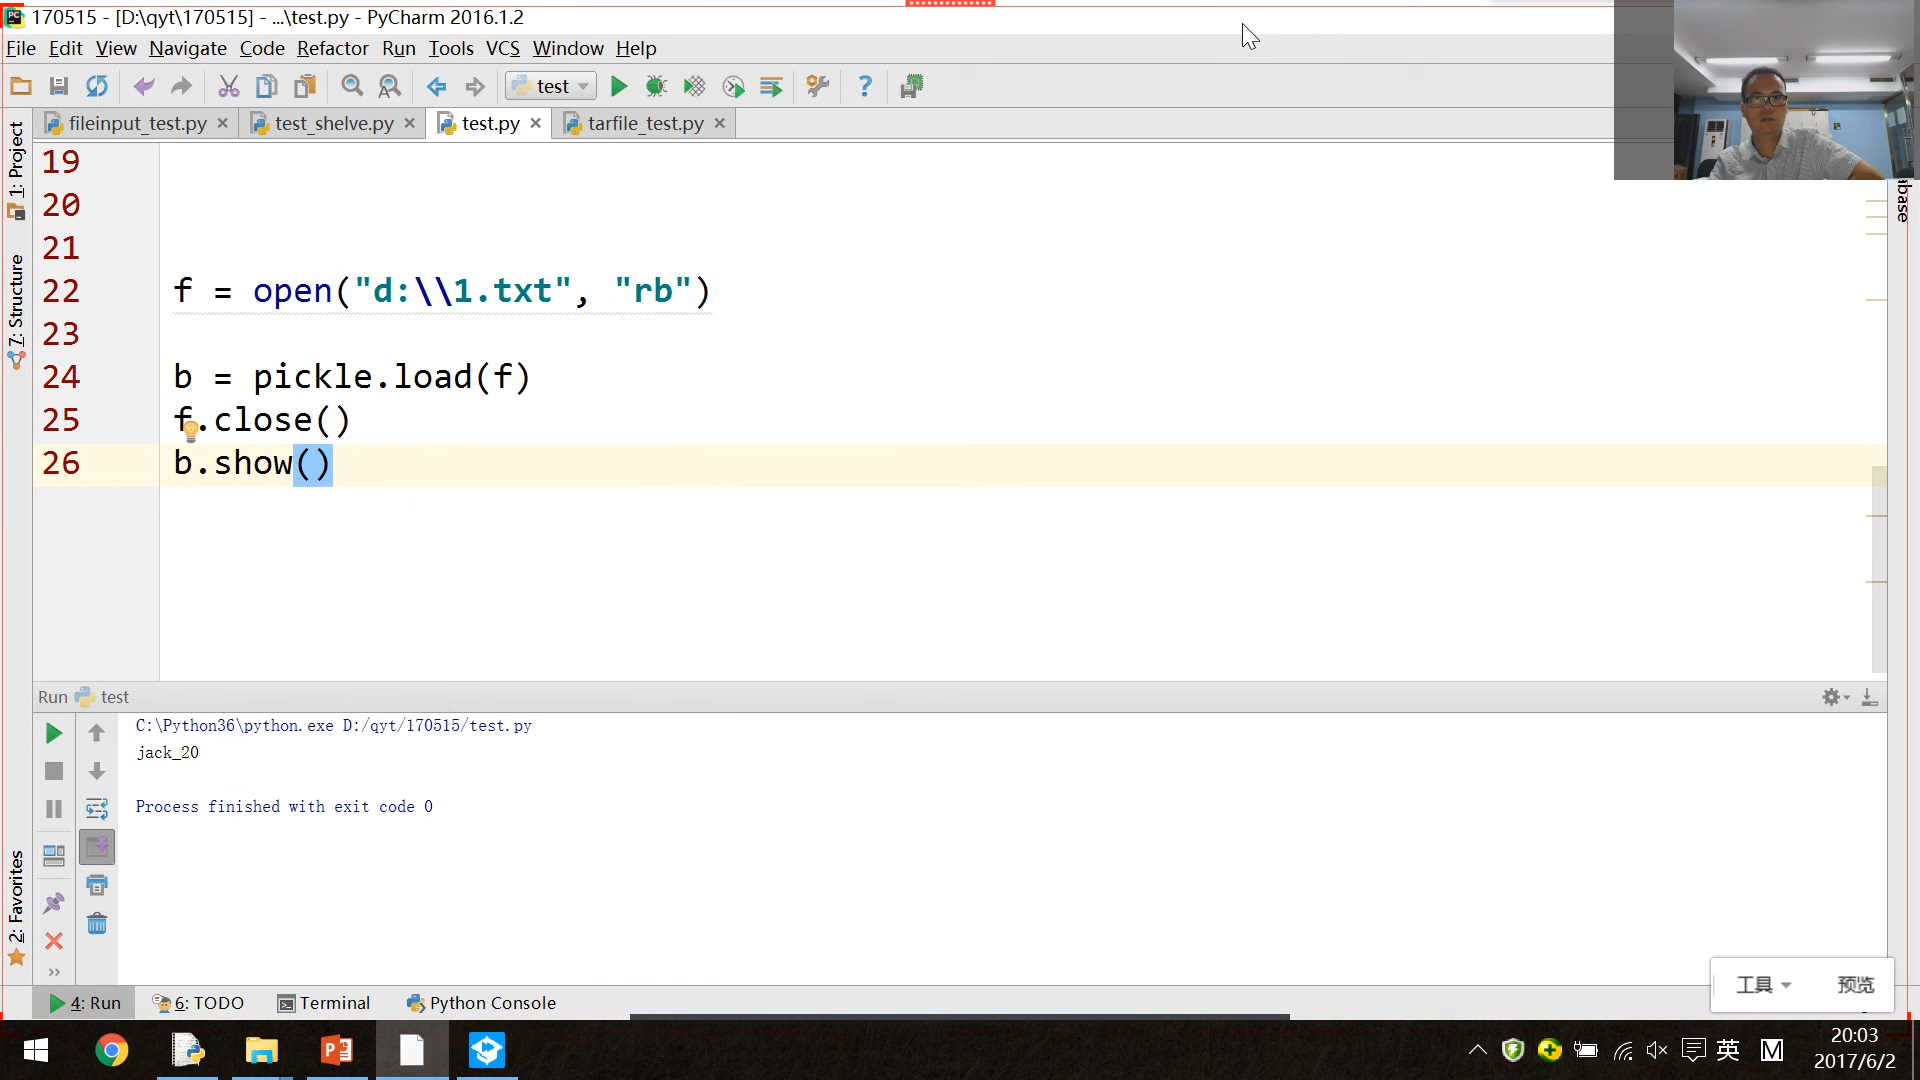 170515 - [D:\qyt\170515] - ...\test.py - PyCharm 2016.1.2
File Edit View Navigate Code Refactor Run Tools VCS Window Help
test
fileinput_test.py test_shelve.py test.py tarfile_test.py
1: Project
7: Structure
2: Favorites
base
19
20
21
22 f = open("d:\\1.txt", "rb")
23
24 b = pickle.load(f)
25 f.close()
26 b.show()
Run test
C:\Python36\python.exe D:/qyt/170515/test.py
jack_20
Process finished with exit code 0
工具 预览
4: Run 6: TODO Terminal Python Console
英 M
20:03
2017/6/2